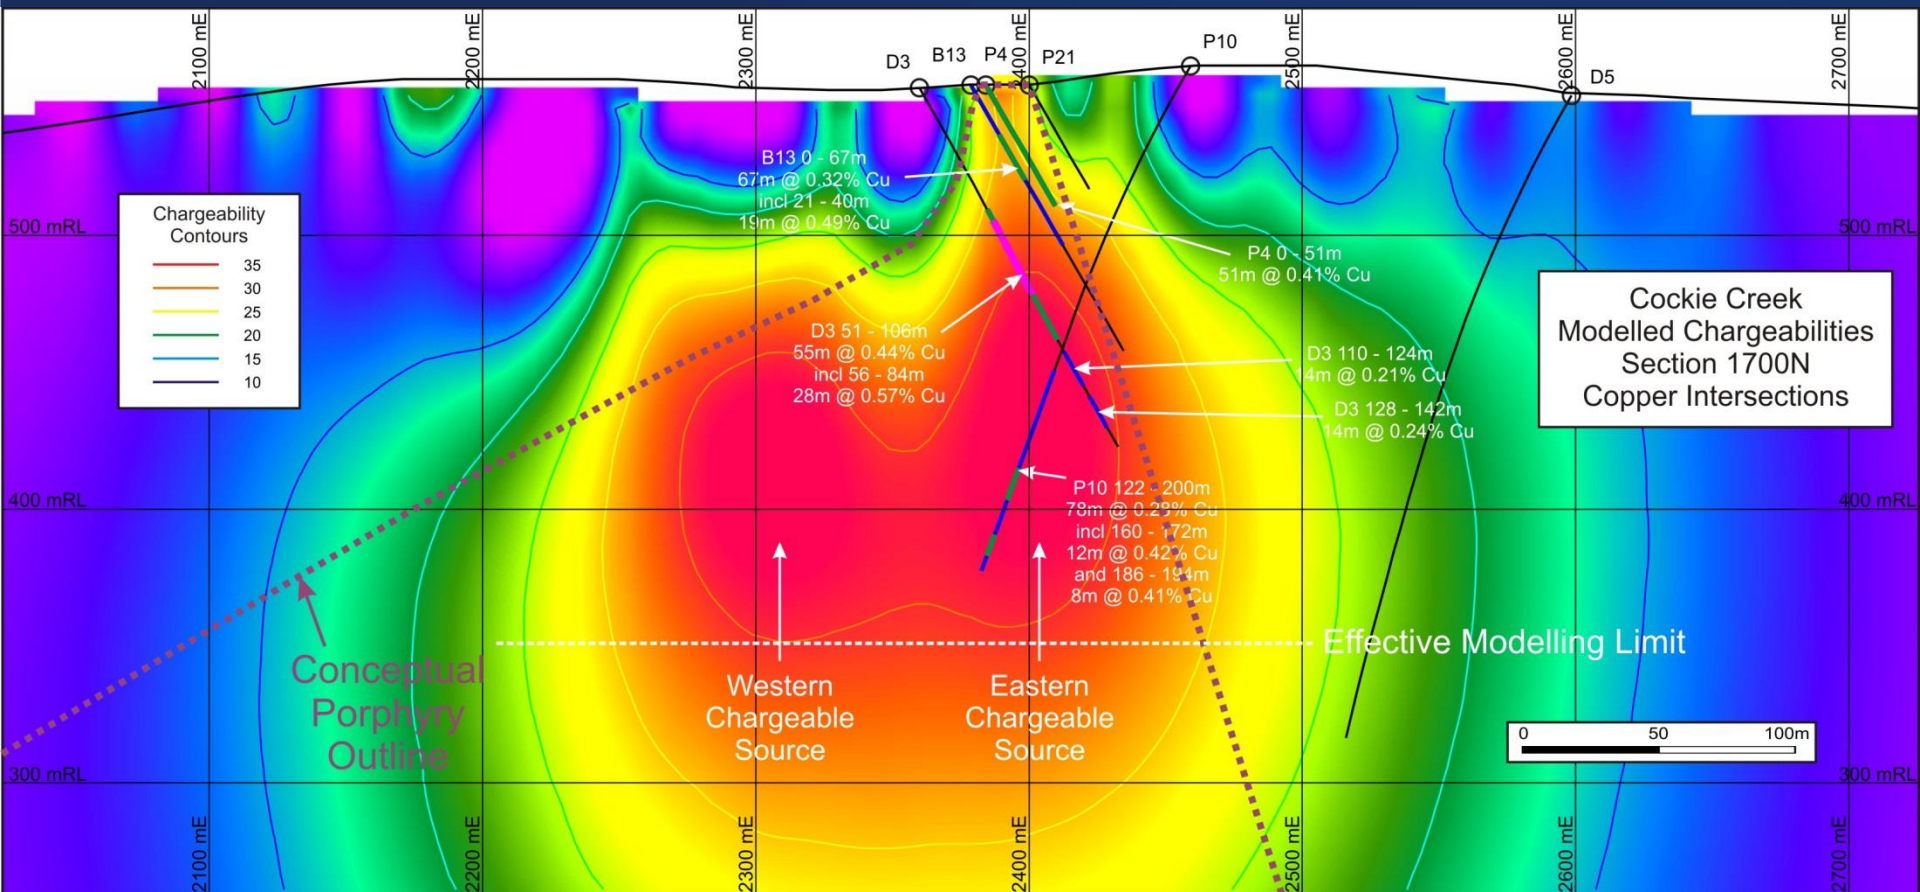 2100 mE
2200 mE
2300 mE
2400 mE
2500 mE
2600 mE
2700 mE
D3
B13
P4
P21
P10
D5
B13 0 - 67m
67m @ 0.32% Cu
incl 21 - 40m
19m @ 0.49% Cu
Chargeability
Contours
35
30
25
20
15
10
500 mRL
500 mRL
P4 0 - 51m
51m @ 0.41% Cu
Cockie Creek
Modelled Chargeabilities
Section 1700N
Copper Intersections
D3 51 - 106m
55m @ 0.44% Cu
incl 56 - 84m
28m @ 0.57% Cu
D3 110 - 124m
14m @ 0.21% Cu
D3 128 - 142m
14m @ 0.24% Cu
400 mRL
400 mRL
P10 122 - 200m
78m @ 0.28% Cu
incl 160 - 172m
12m @ 0.42% Cu
and 186 - 194m
8m @ 0.41% Cu
Effective Modelling Limit
Conceptual
Porphyry
Outline
Western
Chargeable
Source
Eastern
Chargeable
Source
0 50 100m
300 mRL
300 mRL
2100 mE
2200 mE
2300 mE
2400 mE
2500 mE
2600 mE
2700 mE